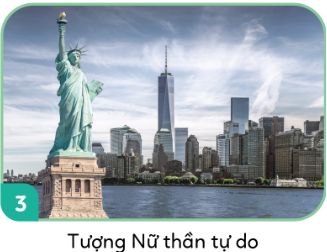 3
Tượng Nữ thần tự do